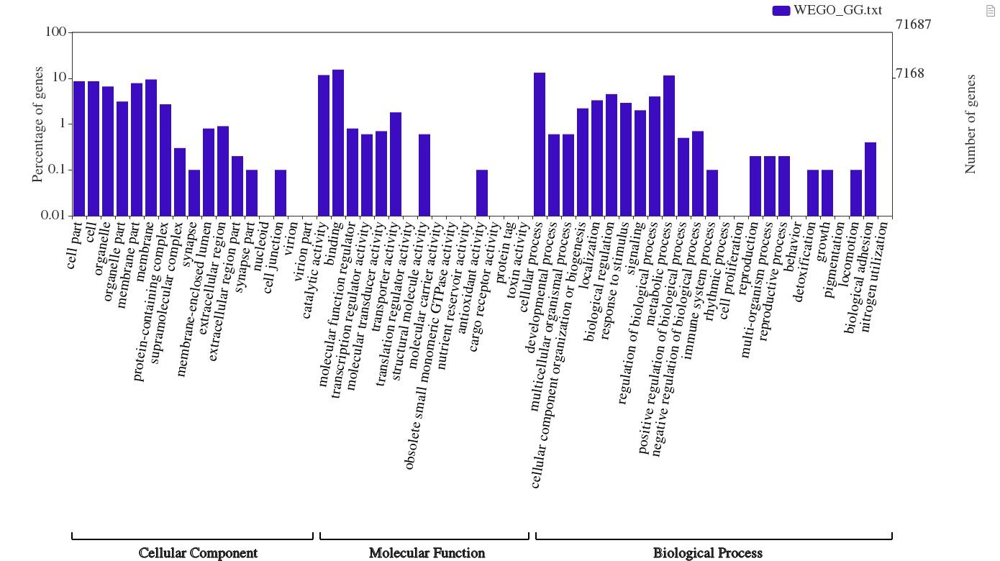 WEGO_GG.txt
100
10
1
0.1
0.01
Percentage of genes
71687
7168
Number of genes
cell part
cell
organelle
organelle part
membrane part
membrane
protein-containing complex
supramolecular complex
synapse
membrane-enclosed lumen
extracellular region
extracellular region part
synapse part
nucleoid
cell junction
virion
virion part
catalytic activity
binding
molecular function regulator
transcription regulator activity
molecular transducer activity
transporter activity
translation regulator activity
structural molecule activity
molecular carrier activity
obsolete small monomeric GTPase activity
nutrient reservoir activity
antioxidant activity
cargo receptor activity
protein tag
toxin activity
cellular process
developmental process
multicellular organismal process
cellular component organization or biogenesis
localization
biological regulation
response to stimulus
signaling
regulation of biological process
metabolic process
positive regulation of biological process
negative regulation of biological process
immune system process
rhythmic process
cell proliferation
reproduction
multi-organism process
reproductive process
behavior
detoxification
growth
pigmentation
locomotion
biological adhesion
nitrogen utilization
Cellular Component
Molecular Function
Biological Process